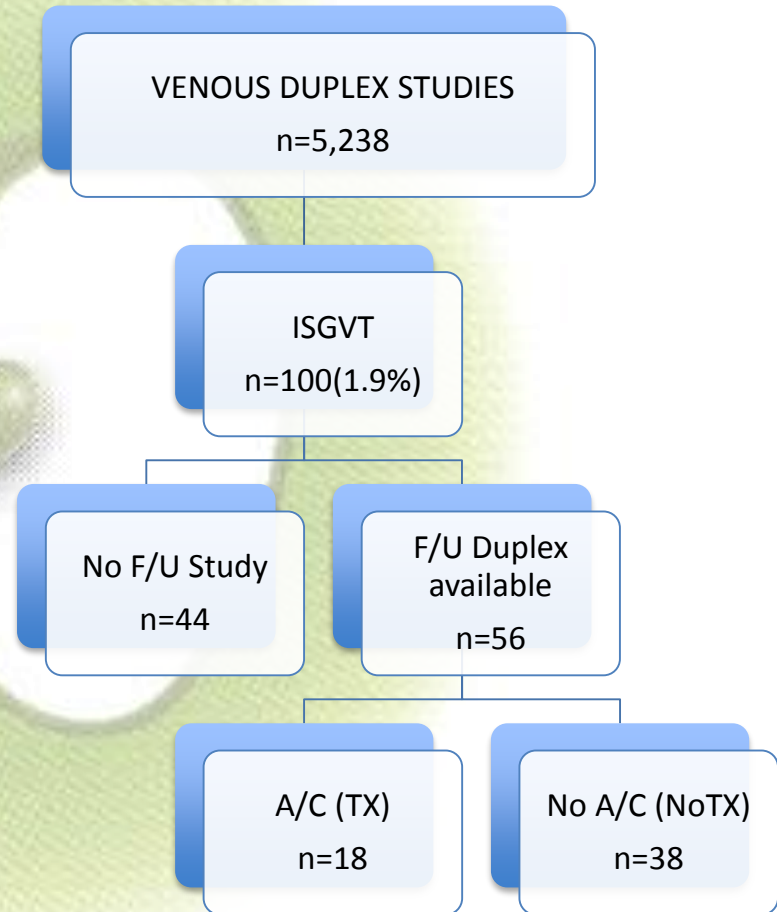 VENOUS DUPLEX STUDIES
n=5,238
ISGVT
n=100(1.9%)
No F/U Study
n=44
F/U Duplex
available
n=56
A/C (TX)
n=18
No A/C (NoTX)
n=38